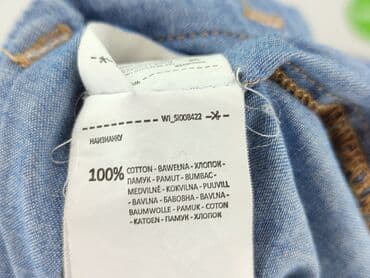 WI_SI008422
НАИЗНАНКУ
100% COTTON - BAWEŁNA - ХЛОПОК -
ПАМУК - PAMUT - BUMBAC -
MEDVILNĖ - KOKVILNA - PUUVILL
- BAVLNA - БАВОВНА - BAVLNA -
BAUMWOLLE - PAMUK - COTON
- KATOEN - ПАМУК - ХЛОПОК